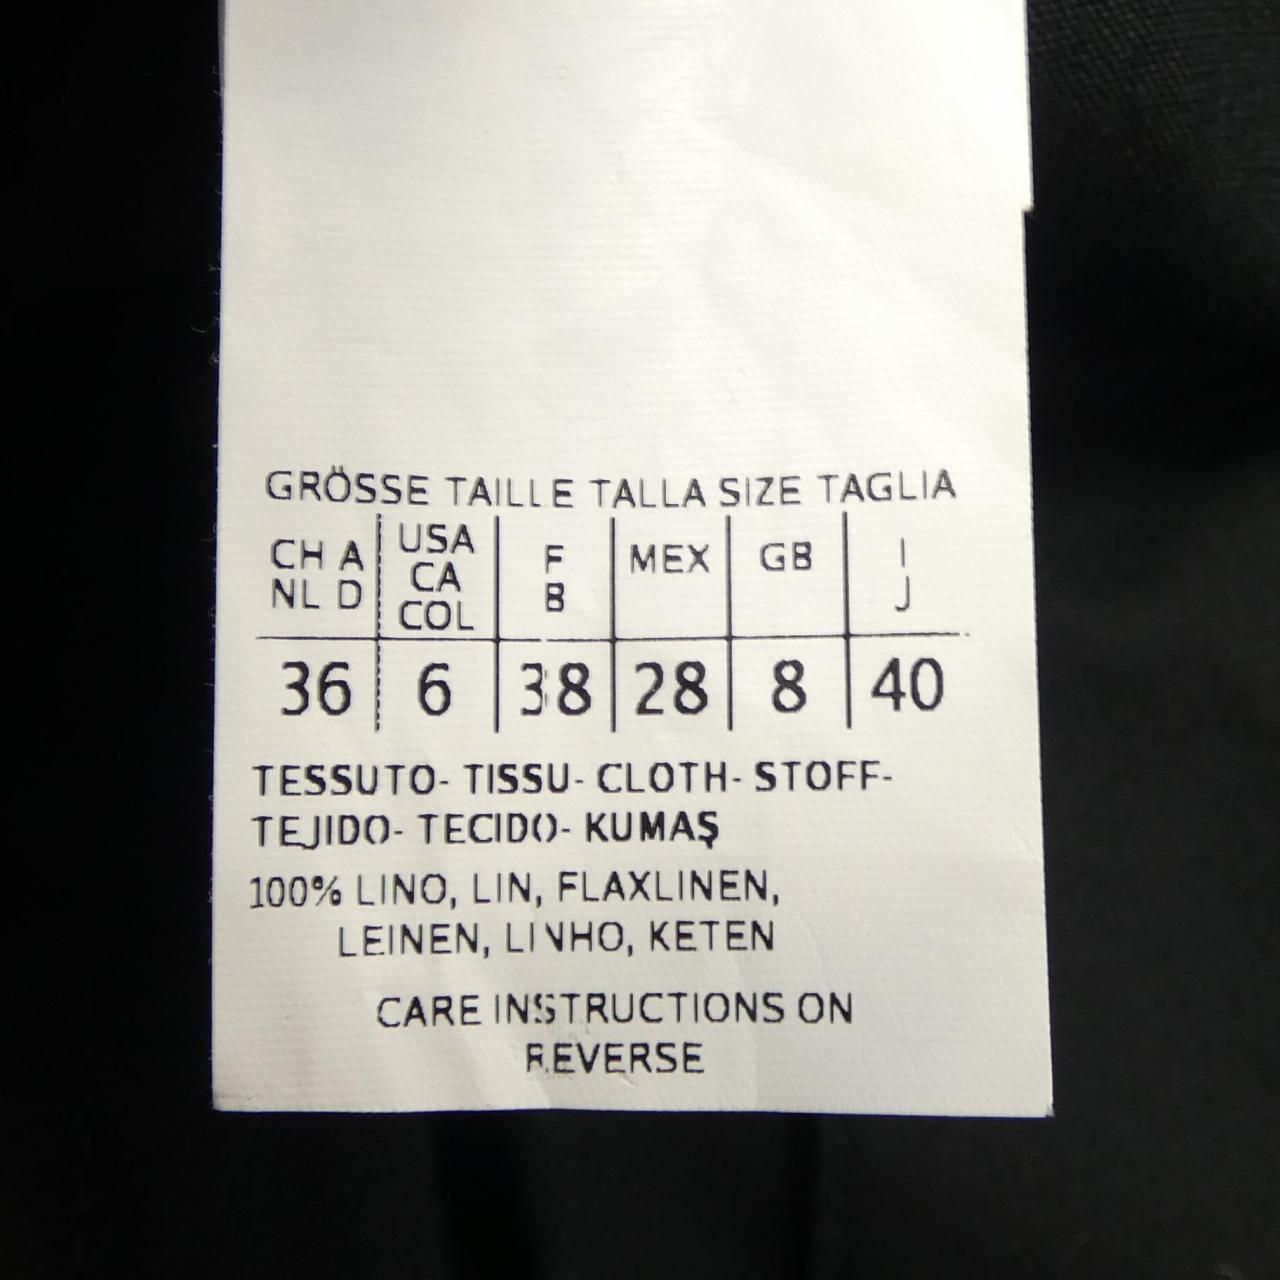 GRÖSSE TAILLE TALLA SIZE TAGLIA
CH A NL D USA CA COL F B MEX GB I J
36 6 38 28 8 40
TESSUTO- TISSU- CLOTH- STOFF-
TEJIDO- TECIDO- KUMAŞ
100% LINO, LIN, FLAXLINEN,
LEINEN, LINHO, KETEN
CARE INSTRUCTIONS ON
REVERSE